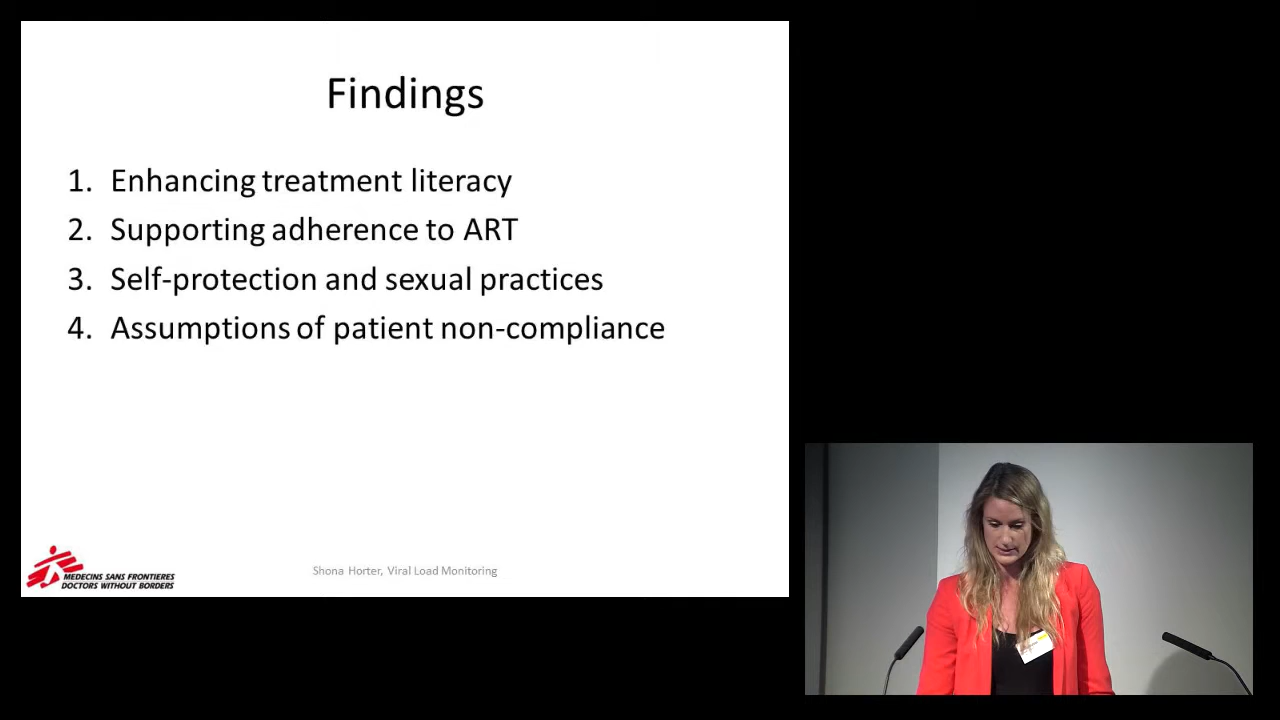 Findings
1. Enhancing treatment literacy
2. Supporting adherence to ART
3. Self-protection and sexual practices
4. Assumptions of patient non-compliance
MEDECINS SANS FRONTIERES
DOCTORS WITHOUT BORDERS
Shona Horter, Viral Load Monitoring